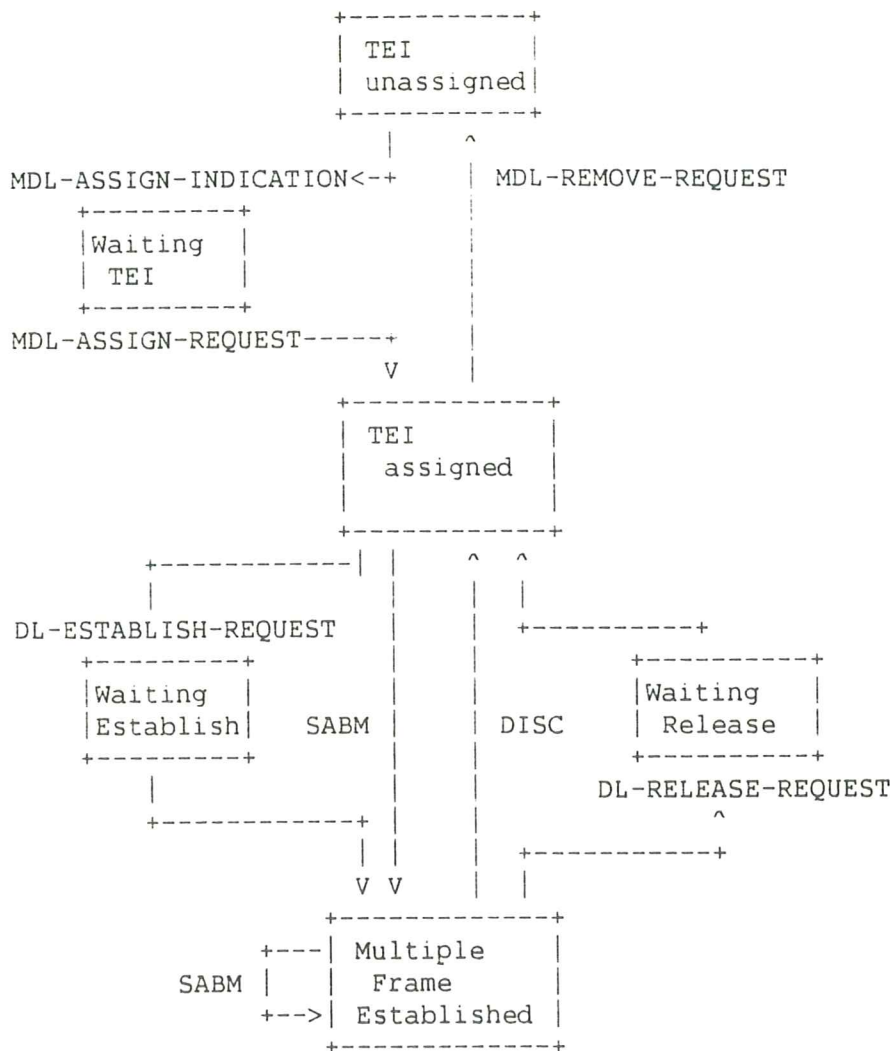 TEI
unassigned
MDL-ASSIGN-INDICATION
MDL-REMOVE-REQUEST
Waiting
TEI
MDL-ASSIGN-REQUEST
TEI
assigned
DL-ESTABLISH-REQUEST
Waiting
Establish
SABM
DISC
Waiting
Release
DL-RELEASE-REQUEST
Multiple
Frame
Established
SABM